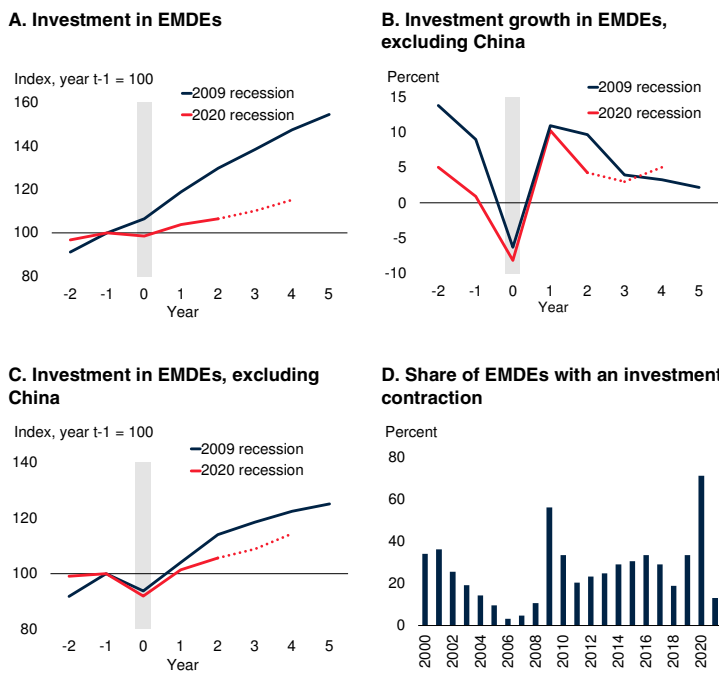 A. Investment in EMDEs
Index, year t-1 = 100
2009 recession
2020 recession
160
140
120
100
80
-2 -1 0 1 2 3 4 5
Year
B. Investment growth in EMDEs,
excluding China
Percent
2009 recession
2020 recession
15
10
5
0
-5
-10
-2 -1 0 1 2 3 4 5
Year
C. Investment in EMDEs, excluding
China
Index, year t-1 = 100
2009 recession
2020 recession
140
120
100
80
-2 -1 0 1 2 3 4 5
Year
D. Share of EMDEs with an investment
contraction
Percent
80
60
40
20
0
2000 2002 2004 2006 2008 2010 2012 2014 2016 2018 2020